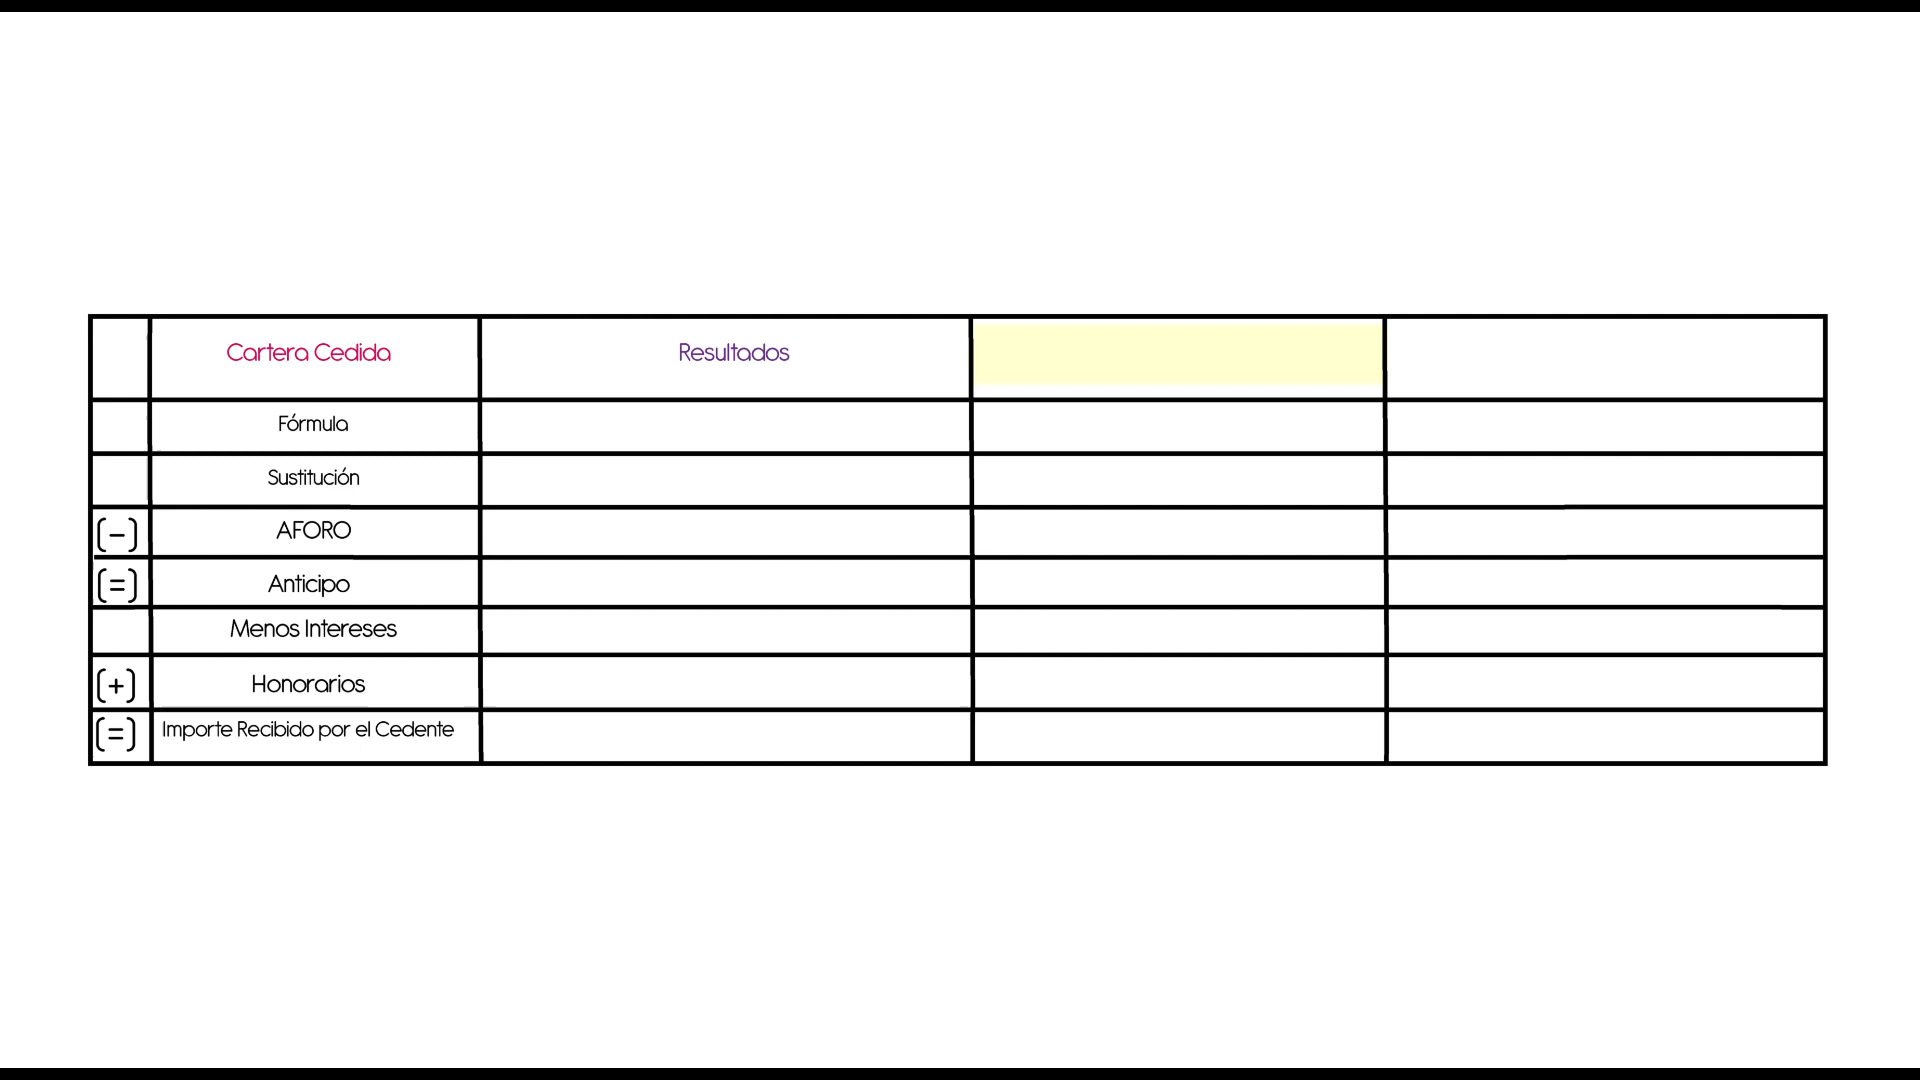 Cartera Cedida Resultados
Fórmula
Sustitución
(-) AFORO
(=) Anticipo
Menos Intereses
(+) Honorarios
(=) Importe Recibido por el Cedente